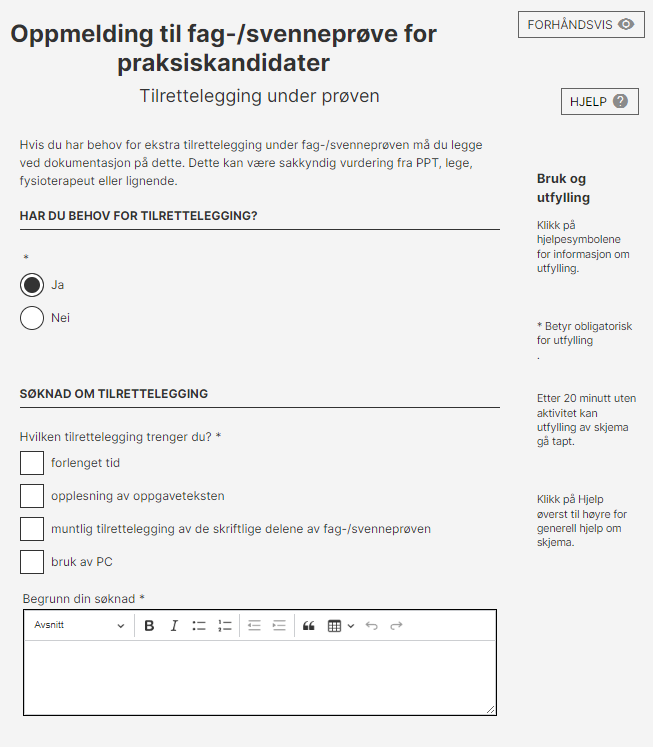 Oppmelding til fag-/svenneprøve for
praksiskandidater
Tilrettelegging under prøven
FORHÅNDSVIS
HJELP
Hvis du har behov for ekstra tilrettelegging under fag-/svenneprøven må du legge
ved dokumentasjon på dette. Dette kan være sakkyndig vurdering fra PPT, lege,
fysioterapeut eller lignende.
HAR DU BEHOV FOR TILRETTELEGGING?
*
Ja
Nei
SØKNAD OM TILRETTELEGGING
Hvilken tilrettelegging trenger du? *
forlenget tid
opplesning av oppgaveteksten
muntlig tilrettelegging av de skriftlige delene av fag-/svenneprøven
bruk av PC
Begrunn din søknad *
Avsnitt
Bruk og
utfylling
Klikk på
hjelpesymbolene
for informasjon om
utfylling.
* Betyr obligatorisk
for utfylling
.
Etter 20 minutt uten
aktivitet kan
utfylling av skjema
gå tapt.
Klikk på Hjelp
øverst til høyre for
generell hjelp om
skjema.